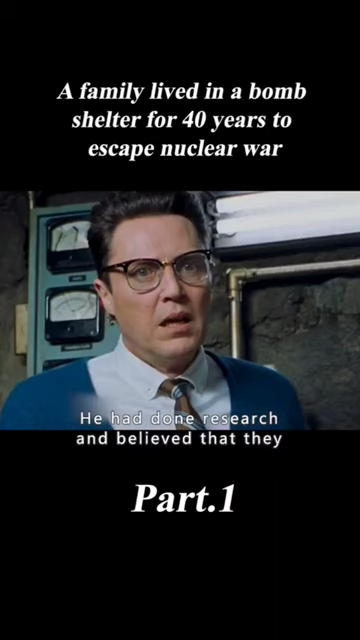 A family lived in a bomb
shelter for 40 years to
escape nuclear war
He had done research
and believed that they
Part.1